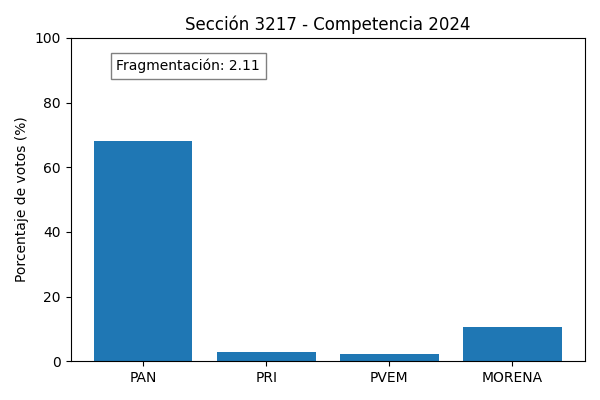 Sección 3217 - Competencia 2024
Fragmentación: 2.11
Porcentaje de votos (%)
100
80
60
40
20
0
PAN PRI PVEM MORENA